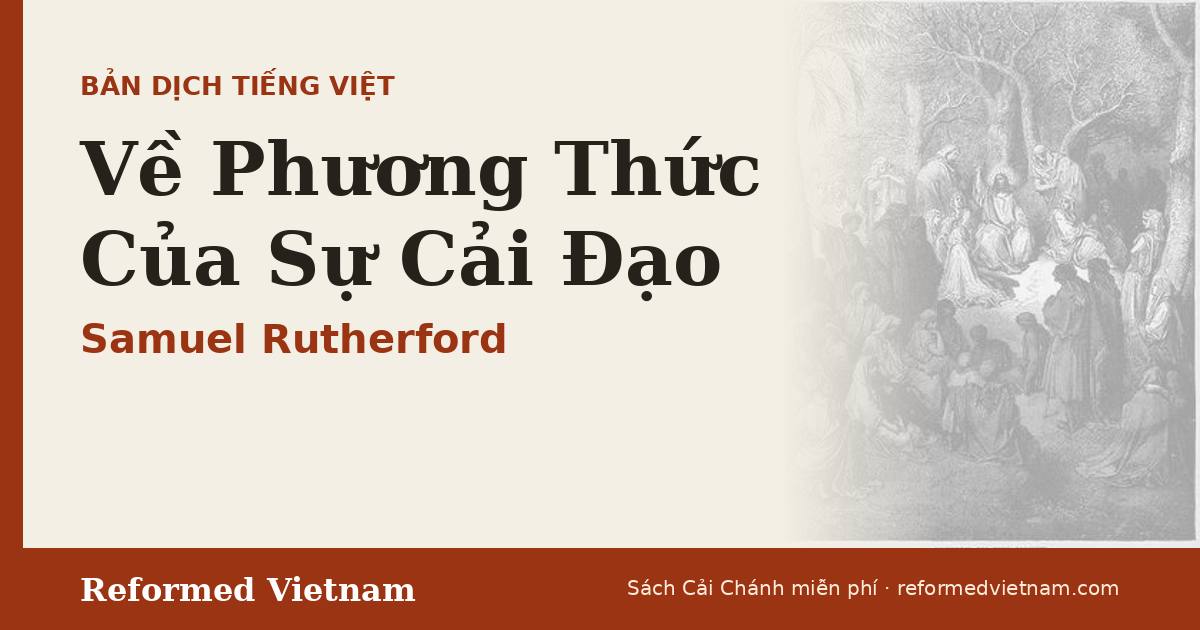 BẢN DỊCH TIẾNG VIỆT
Về Phương Thức
Của Sự Cải Đạo
Samuel Rutherford
Reformed Vietnam
Sách Cải Chánh miễn phí · reformedvietnam.com